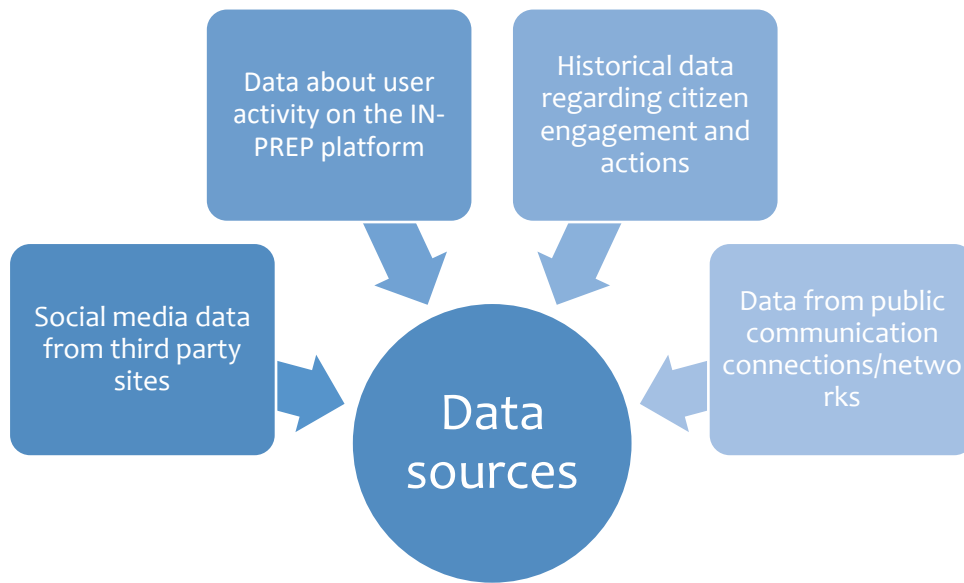 Data about user
activity on the IN-
PREP platform
Historical data
regarding citizen
engagement and
actions
Social media data
from third party
sites
Data from public
communication
connections/netwo
rks
Data
sources